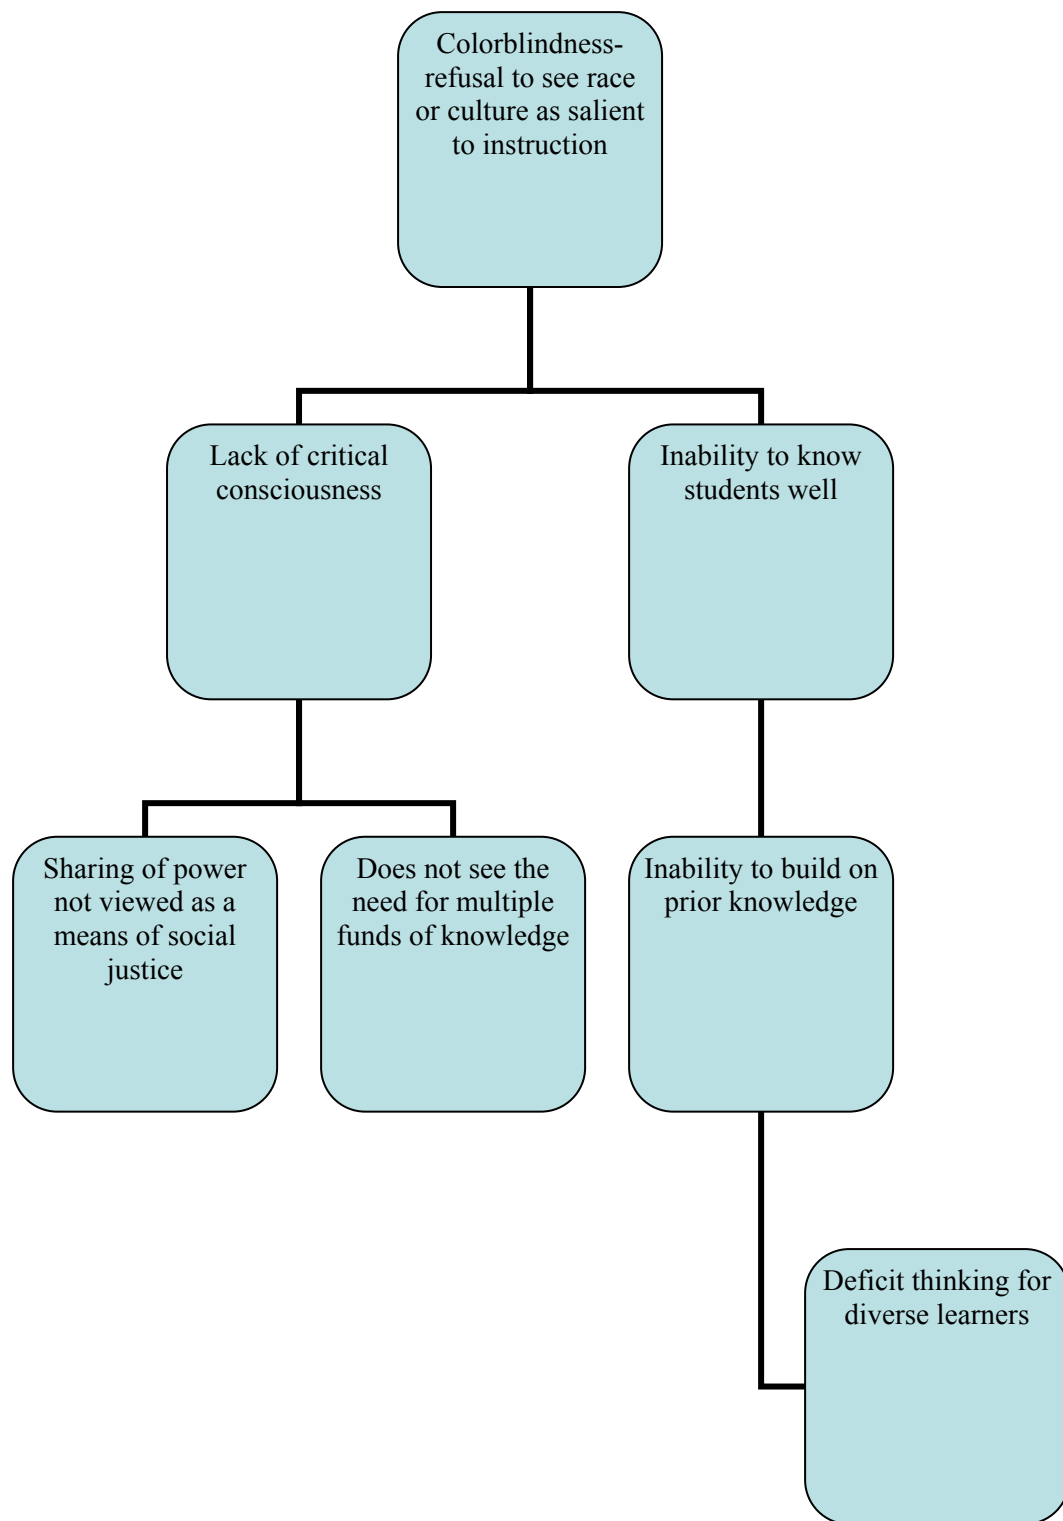 Colorblindness-
refusal to see race
or culture as salient
to instruction
Lack of critical
consciousness
Inability to know
students well
Sharing of power
not viewed as a
means of social
justice
Does not see the
need for multiple
funds of knowledge
Inability to build on
prior knowledge
Deficit thinking for
diverse learners